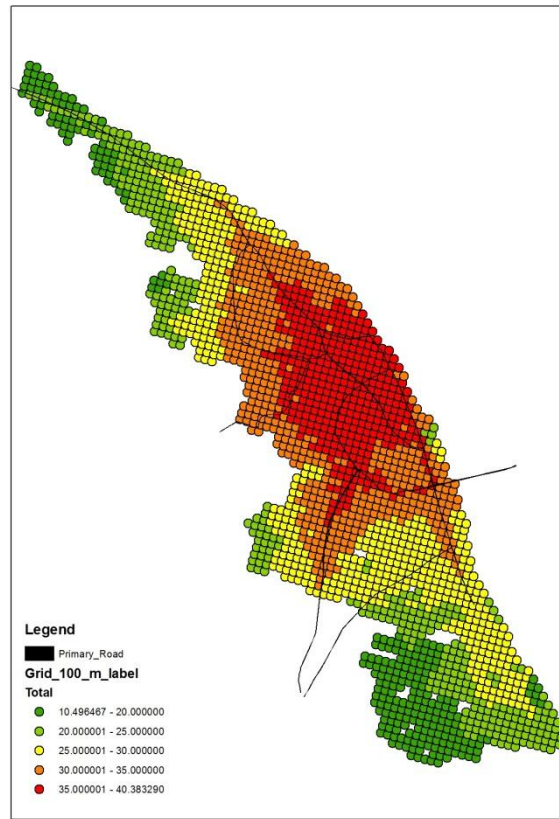 Legend
Primary_Road
Grid_100_m_label
Total
10.496467 - 20.000000
20.000001 - 25.000000
25.000001 - 30.000000
30.000001 - 35.000000
35.000001 - 40.383290